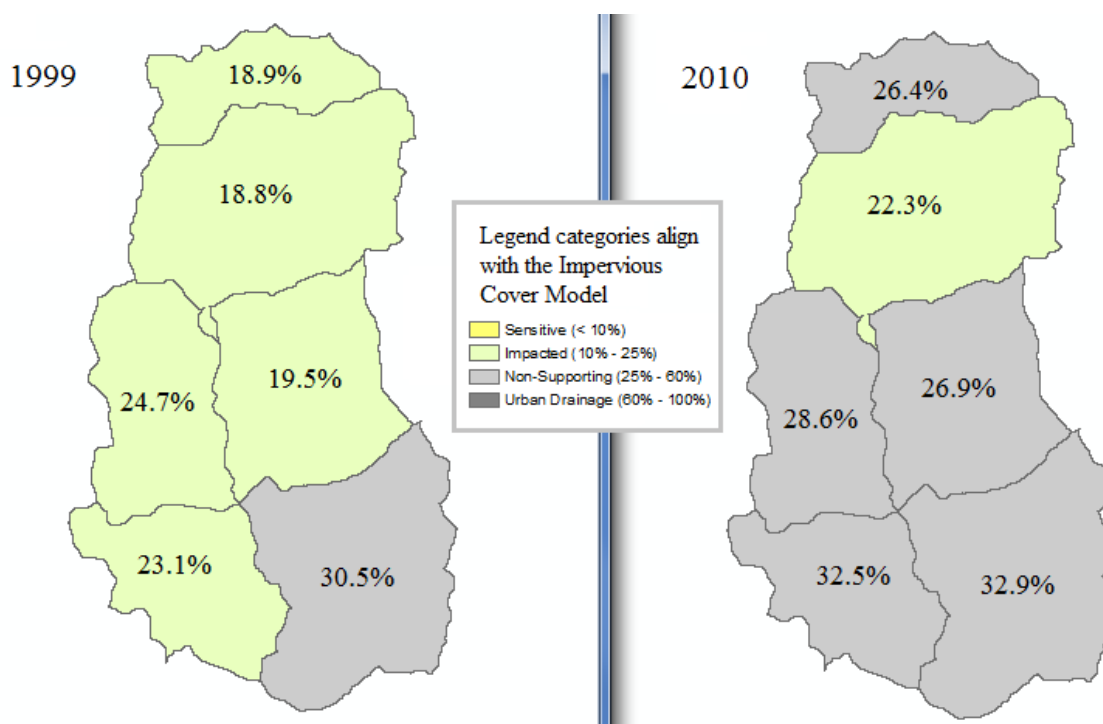 1999
18.9%
18.8%
24.7%
19.5%
23.1%
30.5%
Legend categories align
with the Impervious
Cover Model
Sensitive (< 10%)
Impacted (10% - 25%)
Non-Supporting (25% - 60%)
Urban Drainage (60% - 100%)
2010
26.4%
22.3%
28.6%
26.9%
32.5%
32.9%